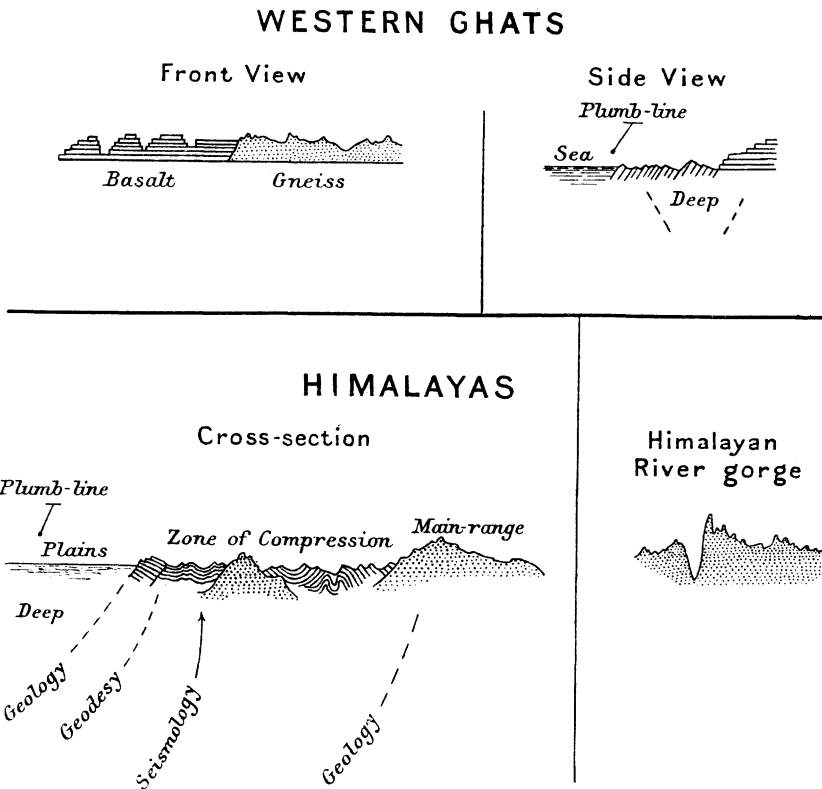 WESTERN GHATS
Front View
Basalt
Gneiss
Side View
Plumb-line
Sea
Deep
HIMALAYAS
Cross-section
Plumb-line
Plains
Zone of Compression
Main-range
Deep
Geology
Geodesy
Seismology
Geology
Himalayan
River gorge